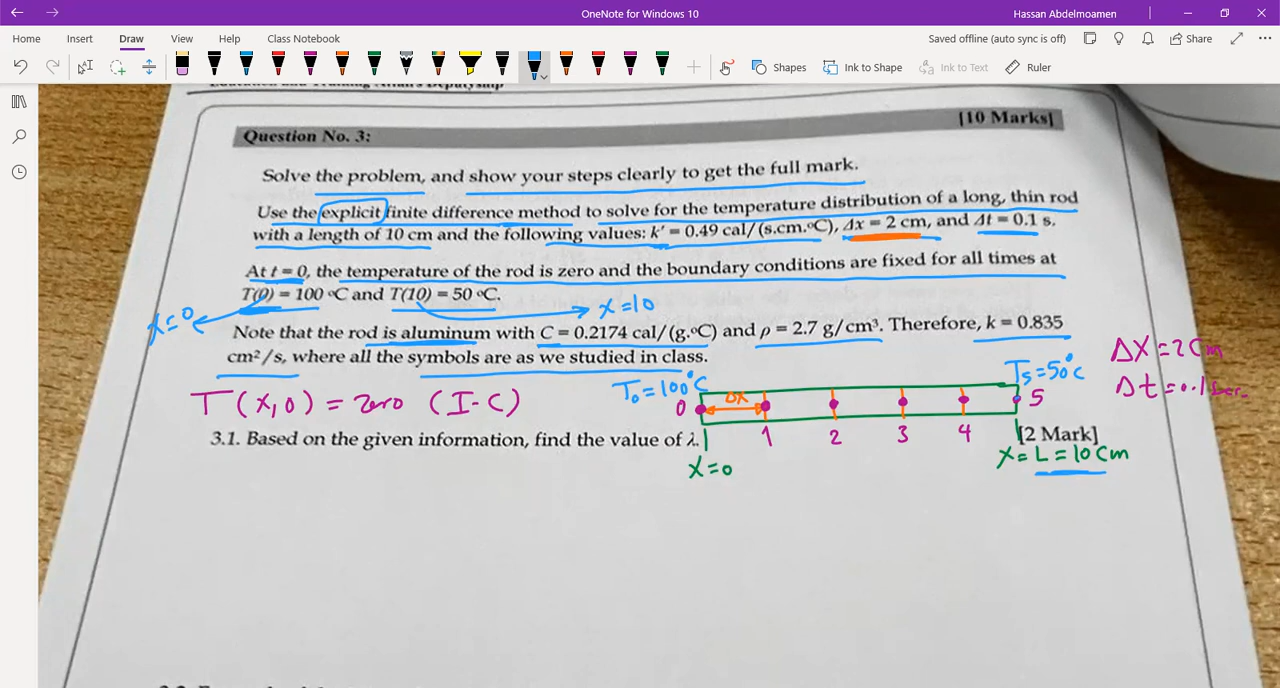 OneNote for Windows 10
Hassan Abdelmoamen
Home Insert Draw View Help Class Notebook
Saved offline (auto sync is off) Share
Shapes Ink to Shape Ink to Text Ruler
Question No. 3: [10 Marks]
Solve the problem, and show your steps clearly to get the full mark.
Use the explicit finite difference method to solve for the temperature distribution of a long, thin rod
with a length of 10 cm and the following values: k' = 0.49 cal/(s.cm.ºC), Δx = 2 cm, and Δt = 0.1 s.
At t = 0, the temperature of the rod is zero and the boundary conditions are fixed for all times at
T(0) = 100 ºC and T(10) = 50 ºC.
x=0
x=10
Note that the rod is aluminum with C = 0.2174 cal/(g.ºC) and ρ = 2.7 g/cm³. Therefore, k = 0.835
cm²/s, where all the symbols are as we studied in class.
ΔX=2Cm
Δt=0.1
T(x,0) = zero (I-C)
T₀=100°C
T₅=50°C
ΔX
0 1 2 3 4 5
3.1. Based on the given information, find the value of λ. [2 Mark]
X=0
X=L=10Cm